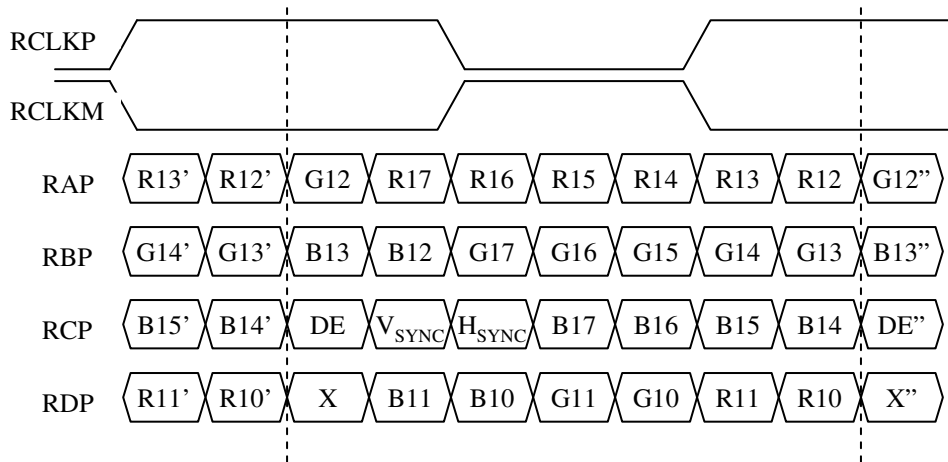 RCLKP
RCLKM
RAP R13’ R12’ G12 R17 R16 R15 R14 R13 R12 G12”
RBP G14’ G13’ B13 B12 G17 G16 G15 G14 G13 B13”
RCP B15’ B14’ DE VSYNC HSYNC B17 B16 B15 B14 DE”
RDP R11’ R10’ X B11 B10 G11 G10 R11 R10 X”